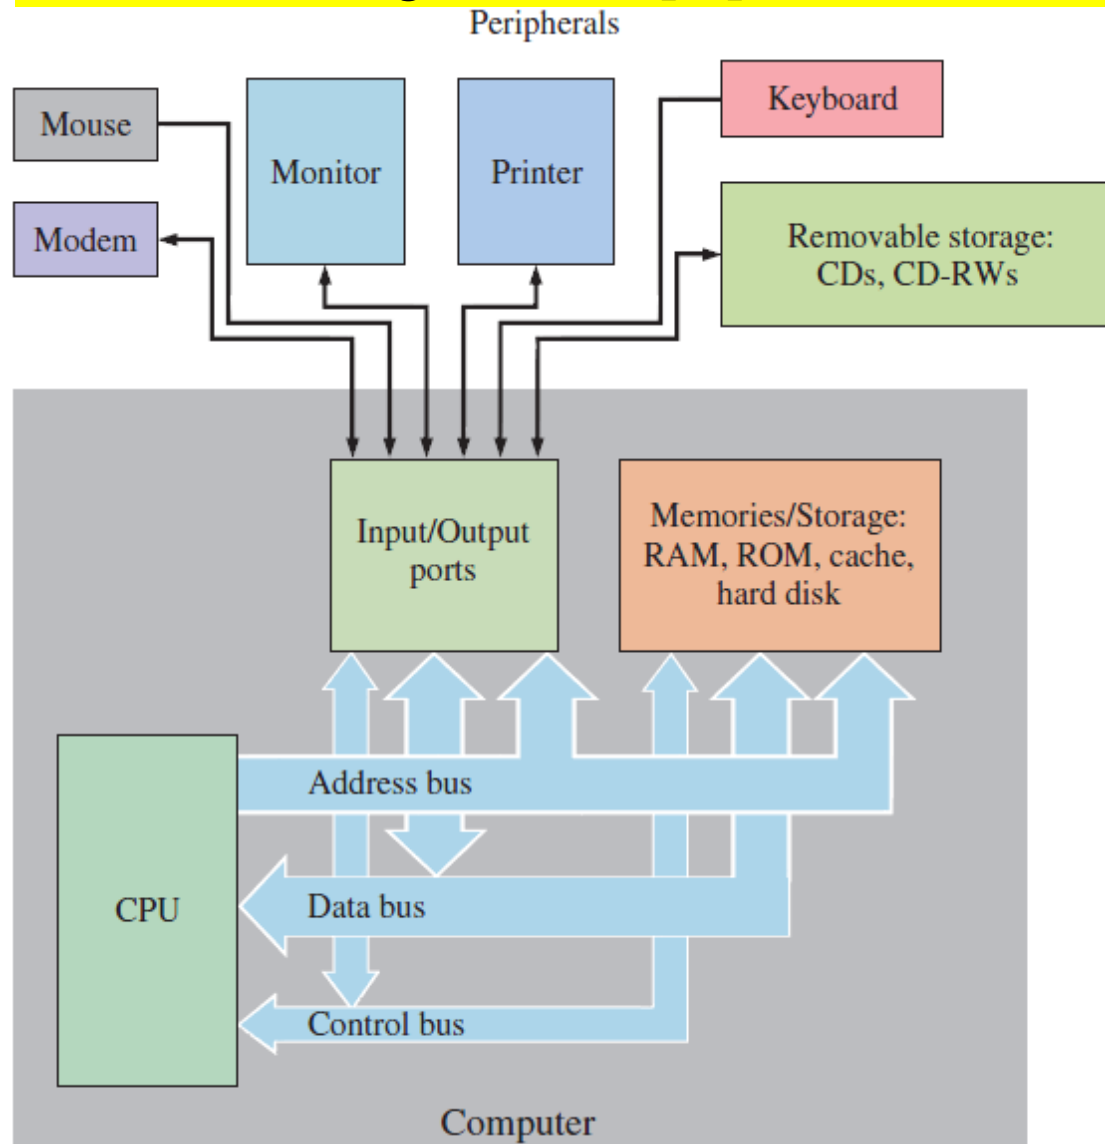 Peripherals
Mouse
Monitor
Printer
Keyboard
Modem
Removable storage:
CDs, CD-RWs
Input/Output
ports
Memories/Storage:
RAM, ROM, cache,
hard disk
Address bus
CPU
Data bus
Control bus
Computer